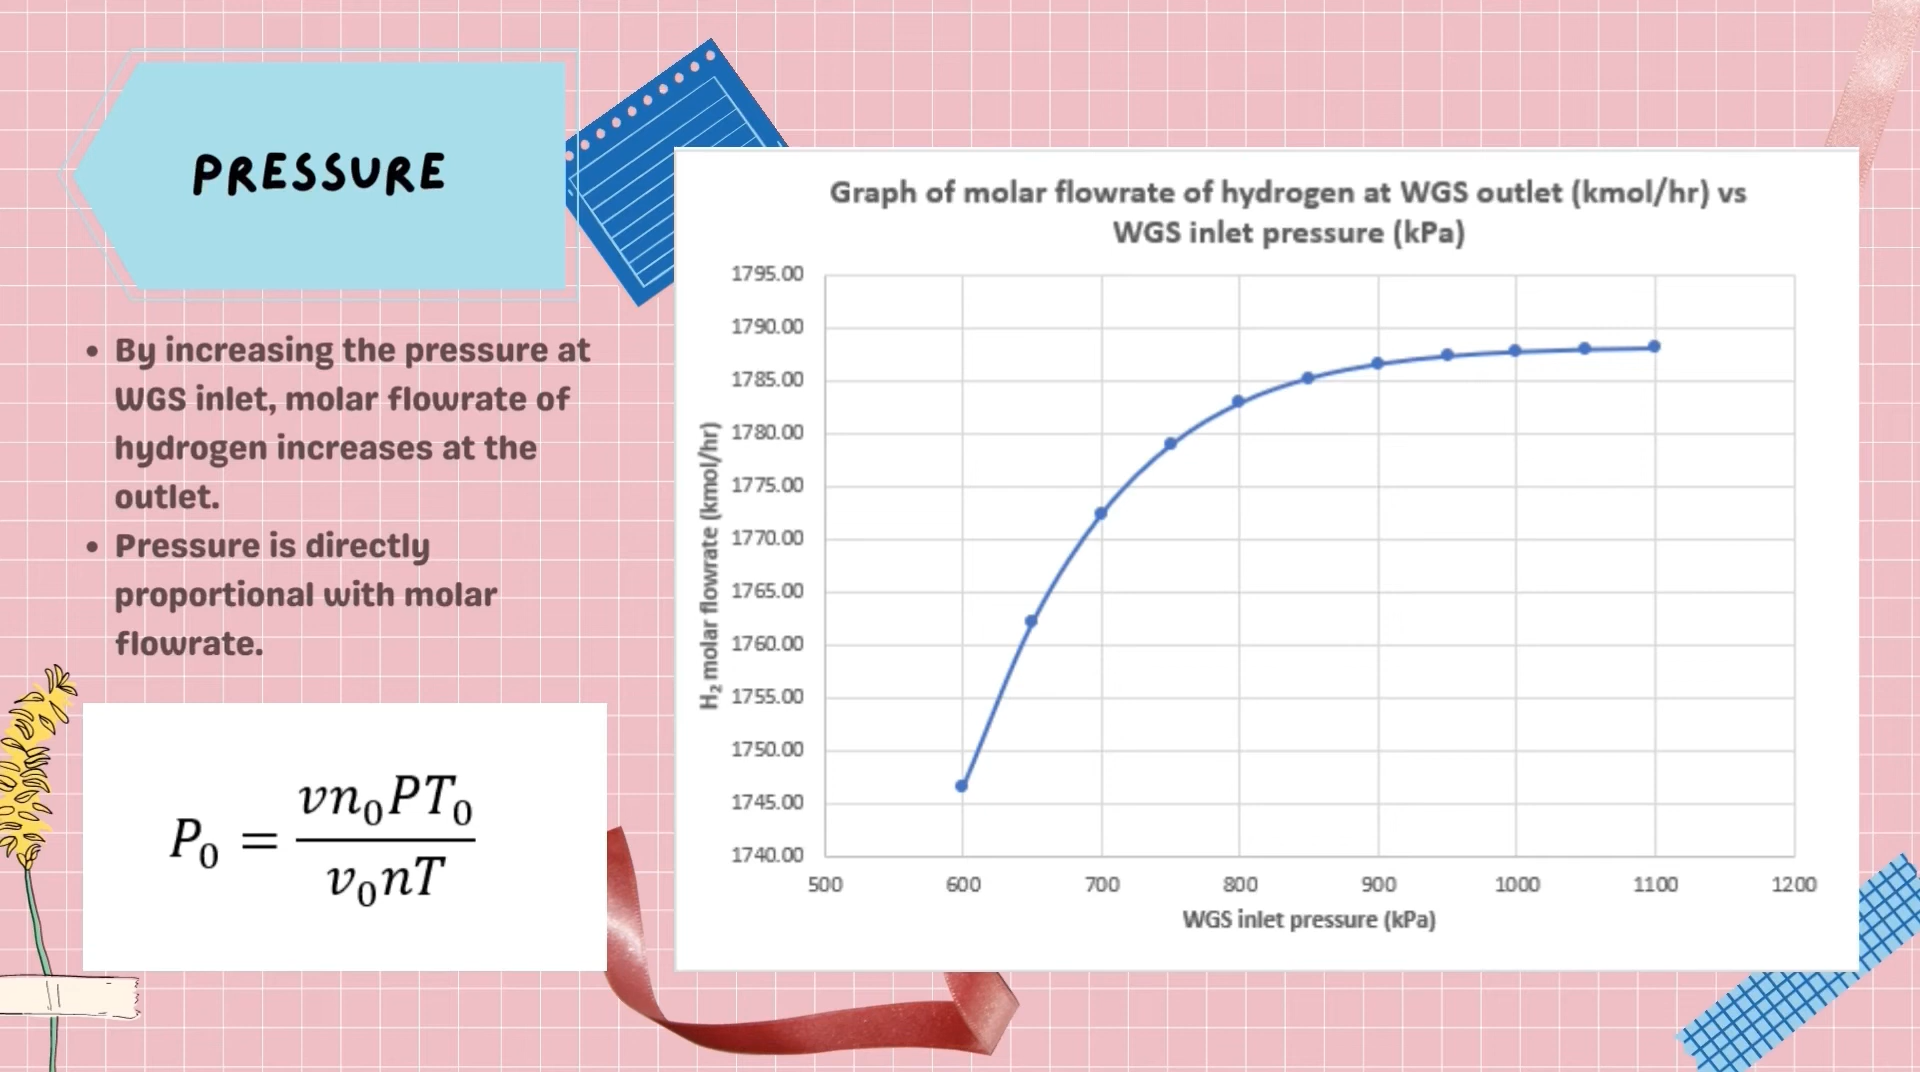 PRESSURE
• By increasing the pressure at
WGS inlet, molar flowrate of
hydrogen increases at the
outlet.
• Pressure is directly
proportional with molar
flowrate.
P₀ = vn₀PT₀ / v₀nT
Graph of molar flowrate of hydrogen at WGS outlet (kmol/hr) vs
WGS inlet pressure (kPa)
H₂ molar flowrate (kmol/hr)
1795.00
1790.00
1785.00
1780.00
1775.00
1770.00
1765.00
1760.00
1755.00
1750.00
1745.00
1740.00
500 600 700 800 900 1000 1100 1200
WGS inlet pressure (kPa)